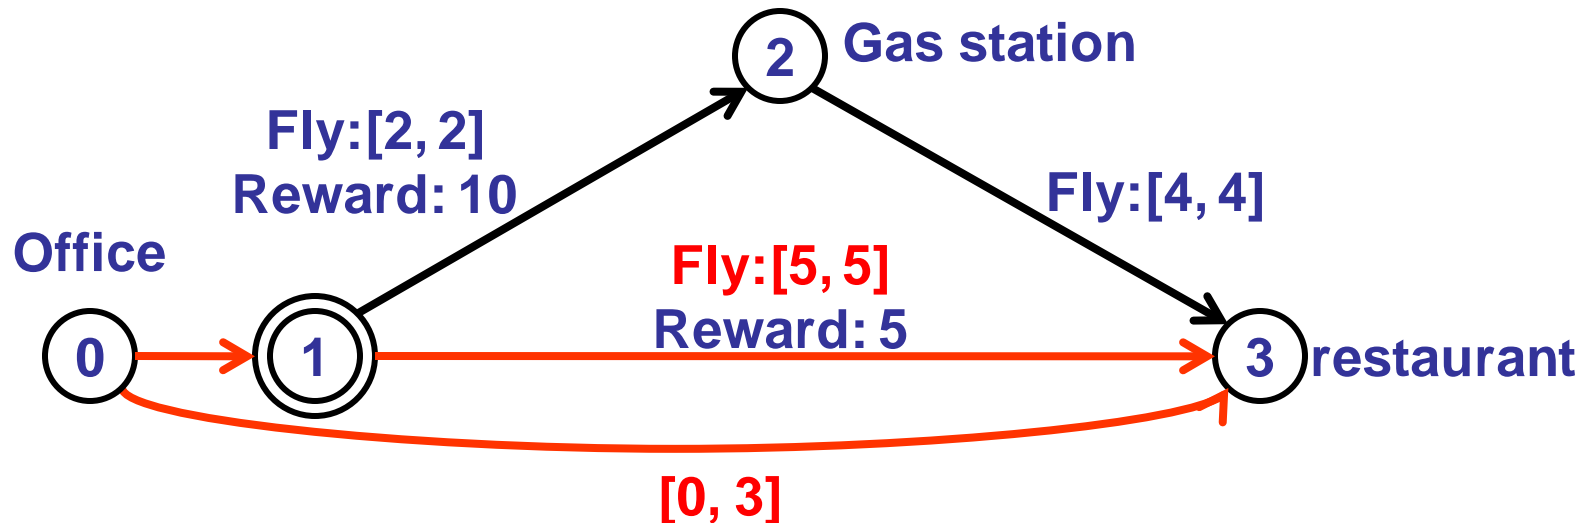 2
Gas station
Fly:[2, 2]
Reward: 10
Fly:[4, 4]
Office
Fly:[5, 5]
Reward: 5
0
1
3
restaurant
[0, 3]